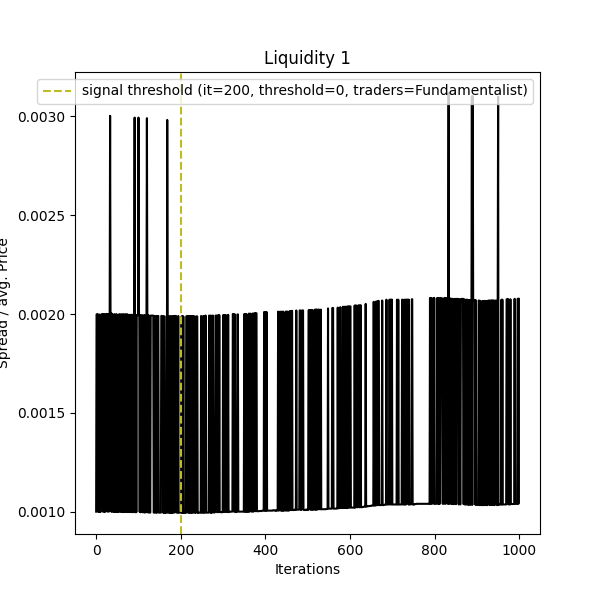 Liquidity 1
signal threshold (it=200, threshold=0, traders=Fundamentalist)
0.0030
0.0025
0.0020
0.0015
0.0010
Spread / avg. Price
0 200 400 600 800 1000
Iterations